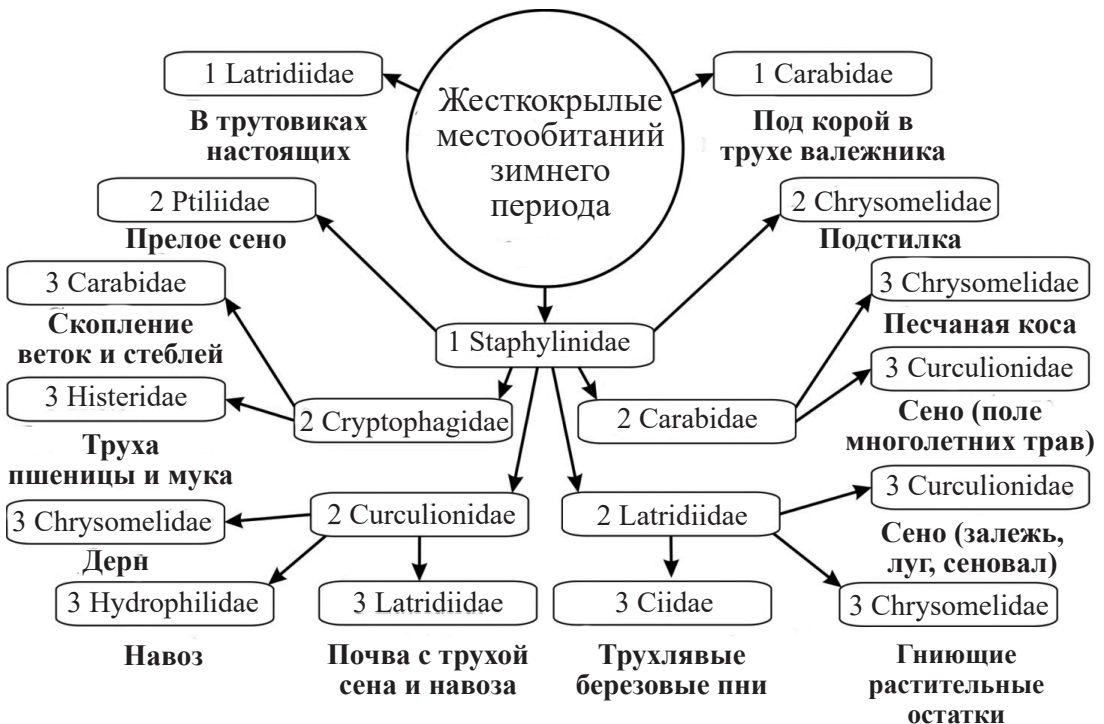 Жесткокрылые
местообитаний
зимнего
периода
1 Latridiidae
В трутовиках
настоящих
1 Carabidae
Под корой в
трухе валежника
2 Ptiliidae
Прелое сено
2 Chrysomelidae
Подстилка
3 Carabidae
Скопление
веток и стеблей
3 Chrysomelidae
Песчаная коса
1 Staphylinidae
3 Curculionidae
Сено (поле
многолетних трав)
3 Histeridae
Труха
пшеницы и мука
2 Cryptophagidae
2 Carabidae
3 Chrysomelidae
Дерн
2 Curculionidae
2 Latridiidae
3 Curculionidae
Сено (залежь,
луг, сеновал)
3 Hydrophilidae
Навоз
3 Latridiidae
Почва с трухой
сена и навоза
3 Ciidae
Трухлявые
березовые пни
3 Chrysomelidae
Гниющие
растительные
остатки